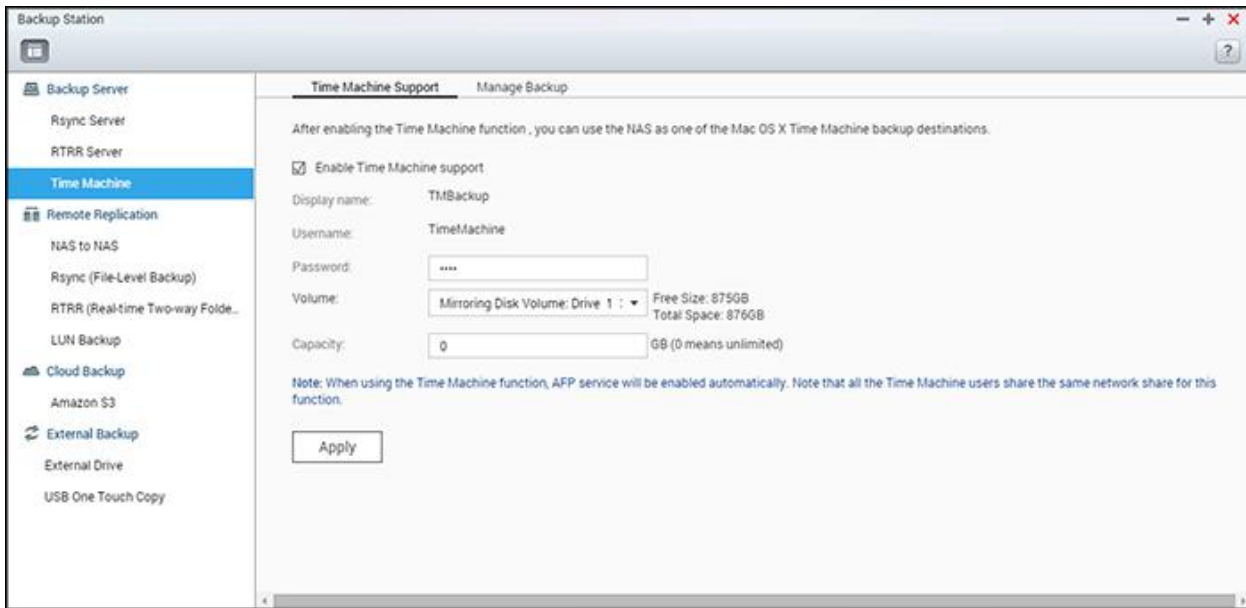 Backup Station
?
Backup Server
Rsync Server
RTRR Server
Time Machine
Remote Replication
NAS to NAS
Rsync (File-Level Backup)
RTRR (Real-time Two-way Folde...
LUN Backup
Cloud Backup
Amazon S3
External Backup
External Drive
USB One Touch Copy
Time Machine Support
Manage Backup
After enabling the Time Machine function , you can use the NAS as one of the Mac OS X Time Machine backup destinations.
Enable Time Machine support
Display name: TMBackup
Username: TimeMachine
Password: ••••
Volume: Mirroring Disk Volume: Drive 1 Free Size: 875GB
Total Space: 876GB
Capacity: 0 GB (0 means unlimited)
Note: When using the Time Machine function, AFP service will be enabled automatically. Note that all the Time Machine users share the same network share for this
function.
Apply